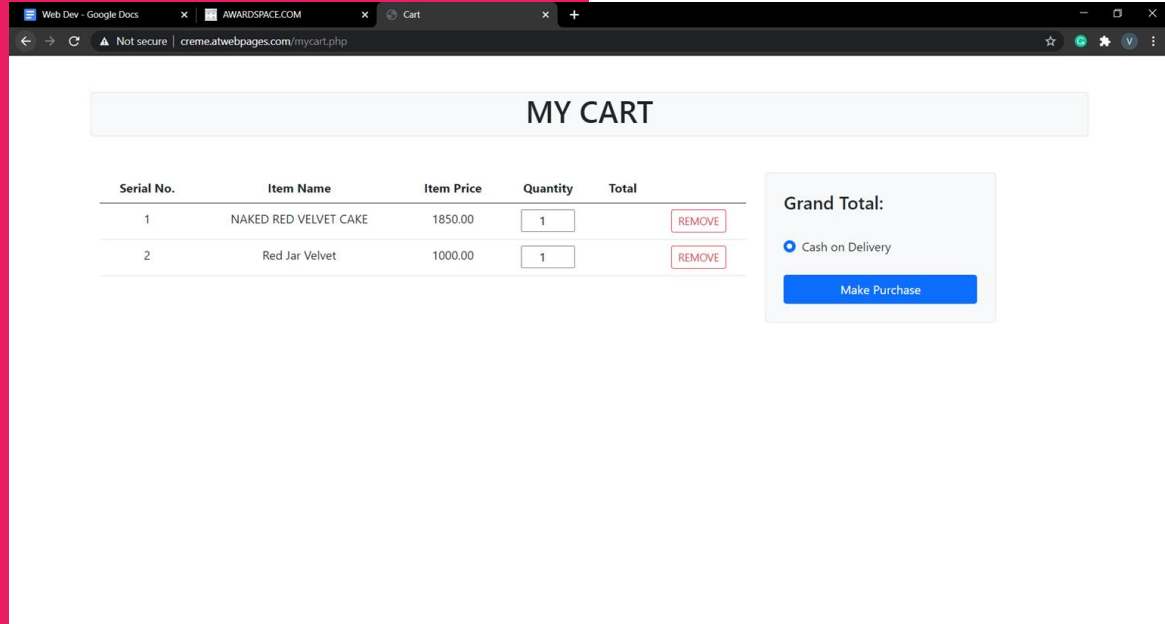 Web Dev - Google Docs AWARDSPACE.COM Cart
Not secure | creme.atwebpages.com/mycart.php V
MY CART
Serial No. Item Name Item Price Quantity Total
1 NAKED RED VELVET CAKE 1850.00 1 REMOVE
2 Red Jar Velvet 1000.00 1 REMOVE
Grand Total:
Cash on Delivery
Make Purchase